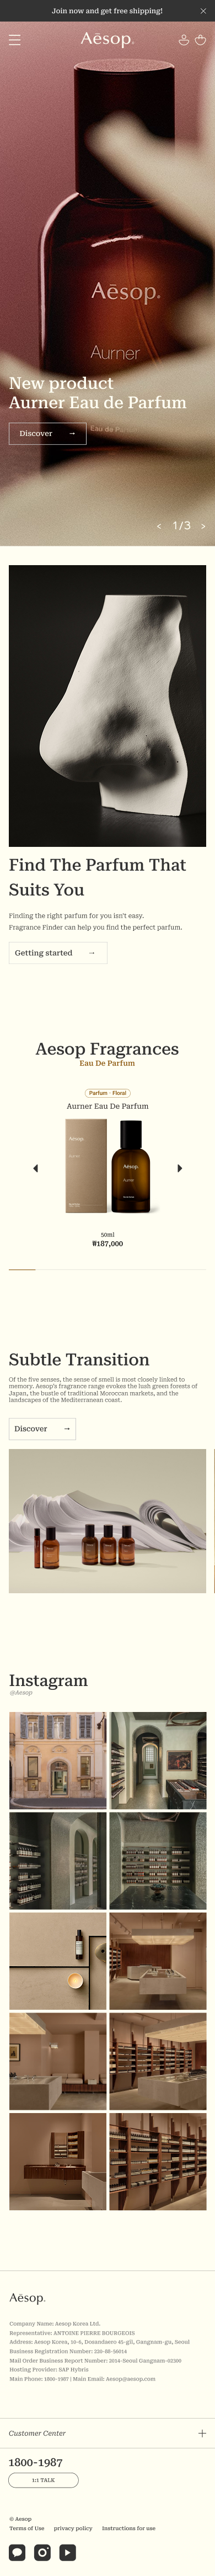 Join now and get free shipping!
Aēsop.
Aēsop.
Aurner
New product
Aurner Eau de Parfum
Discover →
Eau de P
< 1/3 >
Find The Parfum That
Suits You
Finding the right parfum for you isn't easy.
Fragrance Finder can help you find the perfect parfum.
Getting started →
Aesop Fragrances
Eau De Parfum
Parfum · Floral
Aurner Eau De Parfum
Aēsop.
Aēsop.
50ml
₩187,000
Subtle Transition
Of the five senses, the sense of smell is most closely linked to
memory. Aesop's fragrance range evokes the lush green forests of
Japan, the bustle of traditional Moroccan markets, and the
landscapes of the Mediterranean coast.
Discover →
Instagram
@Aesop
Aēsop.
Company Name: Aesop Korea Ltd.
Representative: ANTOINE PIERRE BOURGEOIS
Address: Aesop Korea, 10-6, Dosandaero 45-gil, Gangnam-gu, Seoul
Business Registration Number: 220-88-56014
Mail Order Business Report Number: 2014-Seoul Gangnam-02300
Hosting Provider: SAP Hybris
Main Phone: 1800-1987 | Main Email: Aesop@aesop.com
Customer Center
1800-1987
1:1 TALK
© Aesop
Terms of Use privacy policy Instructions for use